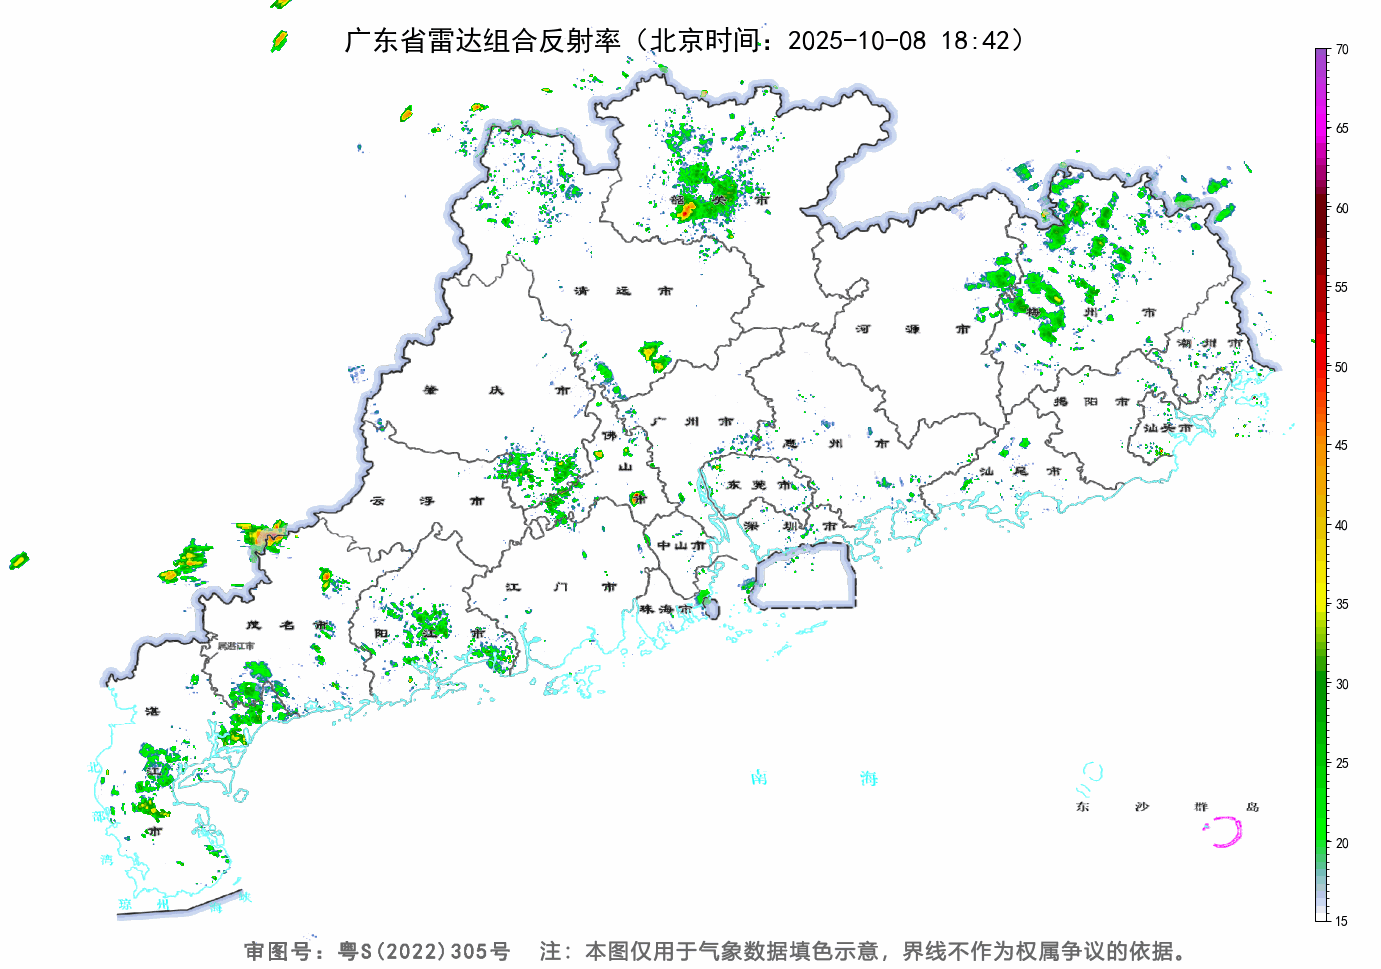 广东省雷达组合反射率（北京时间：2025-10-08 18:42）
70
65
60
55
50
45
40
35
30
25
20
15
韶关市
清远市
河源市
梅州市
潮州市
肇庆市
揭阳市
广州市
汕头市
佛山市
惠州市
汕尾市
云浮市
东莞市
深圳市
中山市
江门市
珠海市
茂名市
阳江市
属湛江市
湛江市
北部湾
南海
东沙群岛
琼州海峡
审图号：粤S(2022)305号 注：本图仅用于气象数据填色示意，界线不作为权属争议的依据。